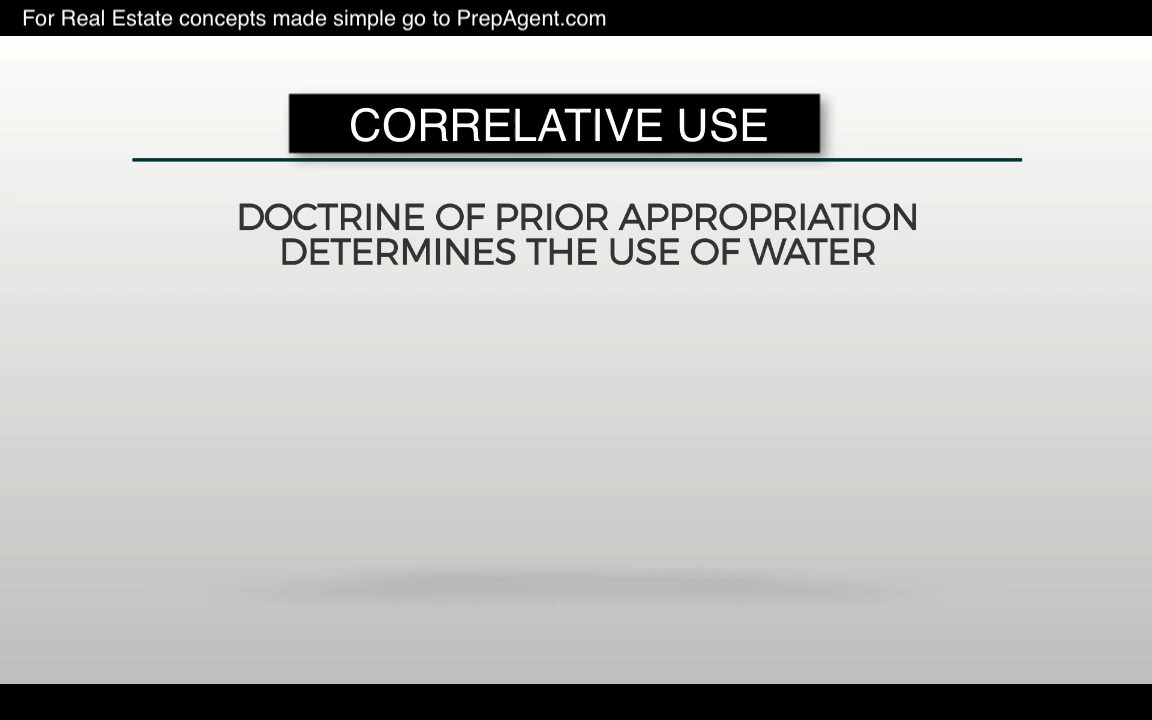 For Real Estate concepts made simple go to PrepAgent.com
CORRELATIVE USE
DOCTRINE OF PRIOR APPROPRIATION
DETERMINES THE USE OF WATER